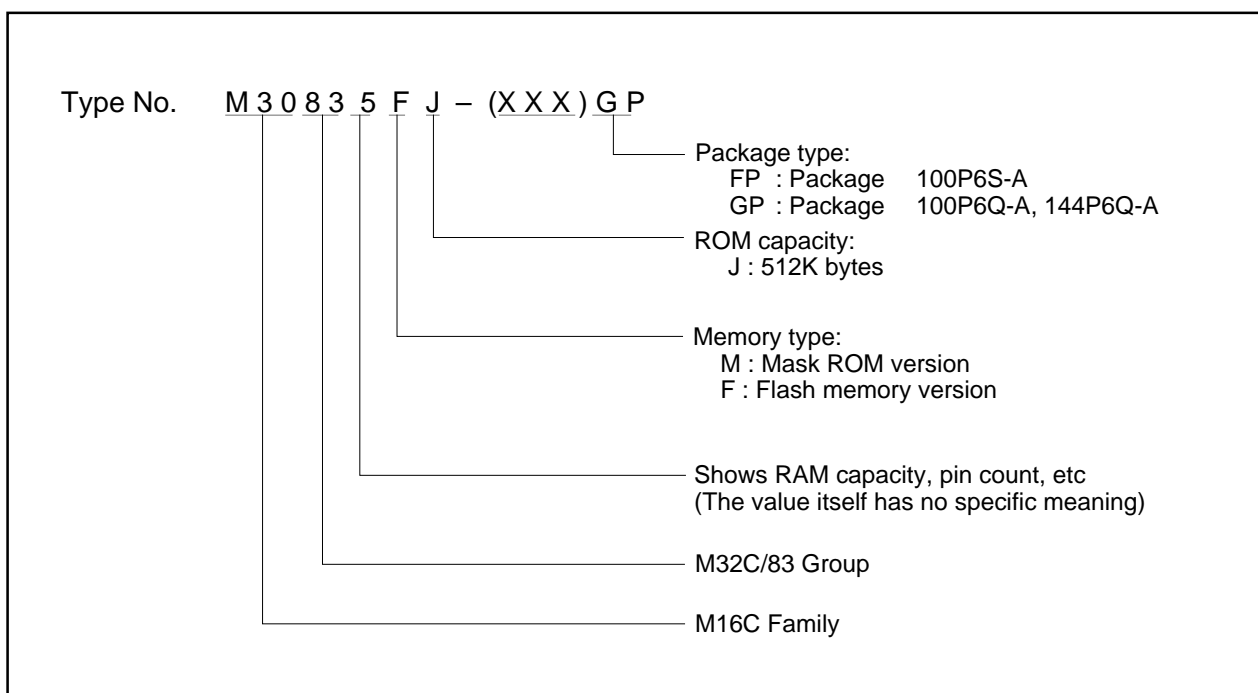 Type No. M 3 0 8 3 5 F J – (X X X) G P
Package type:
FP : Package 100P6S-A
GP : Package 100P6Q-A, 144P6Q-A
ROM capacity:
J : 512K bytes
Memory type:
M : Mask ROM version
F : Flash memory version
Shows RAM capacity, pin count, etc
(The value itself has no specific meaning)
M32C/83 Group
M16C Family